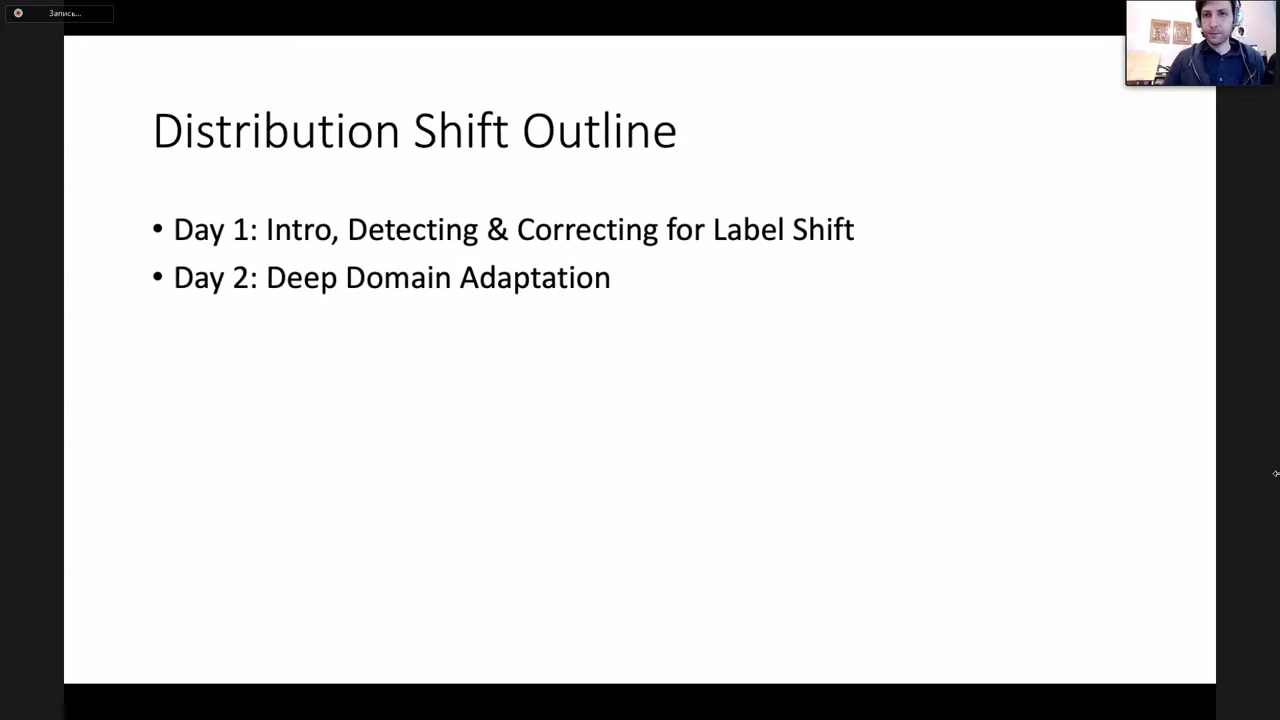 Запись...
Distribution Shift Outline
• Day 1: Intro, Detecting & Correcting for Label Shift
• Day 2: Deep Domain Adaptation